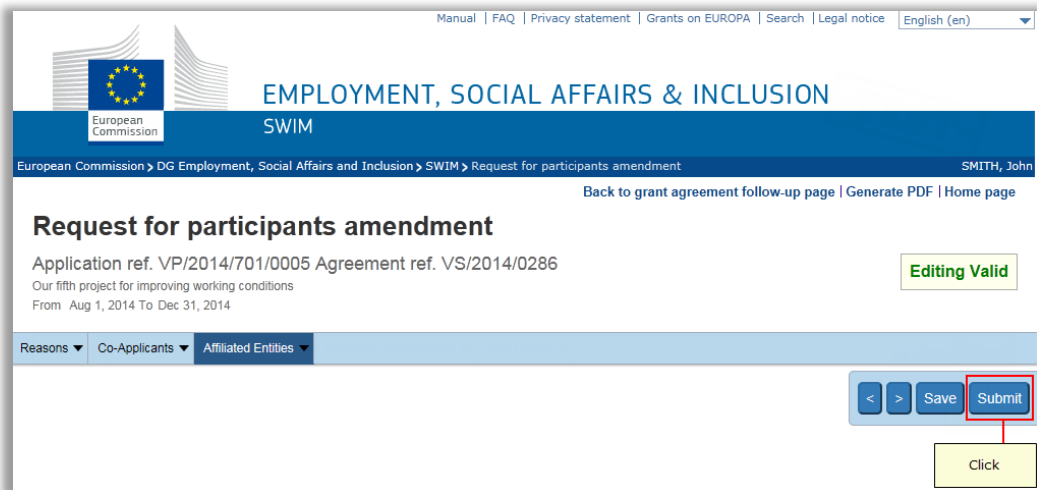 Manual | FAQ | Privacy statement | Grants on EUROPA | Search | Legal notice English (en)
European
Commission
EMPLOYMENT, SOCIAL AFFAIRS & INCLUSION
SWIM
European Commission > DG Employment, Social Affairs and Inclusion > SWIM > Request for participants amendment SMITH, John
Back to grant agreement follow-up page | Generate PDF | Home page
Request for participants amendment
Application ref. VP/2014/701/0005 Agreement ref. VS/2014/0286
Editing Valid
Our fifth project for improving working conditions
From Aug 1, 2014 To Dec 31, 2014
Reasons Co-Applicants Affiliated Entities
< > Save Submit
Click